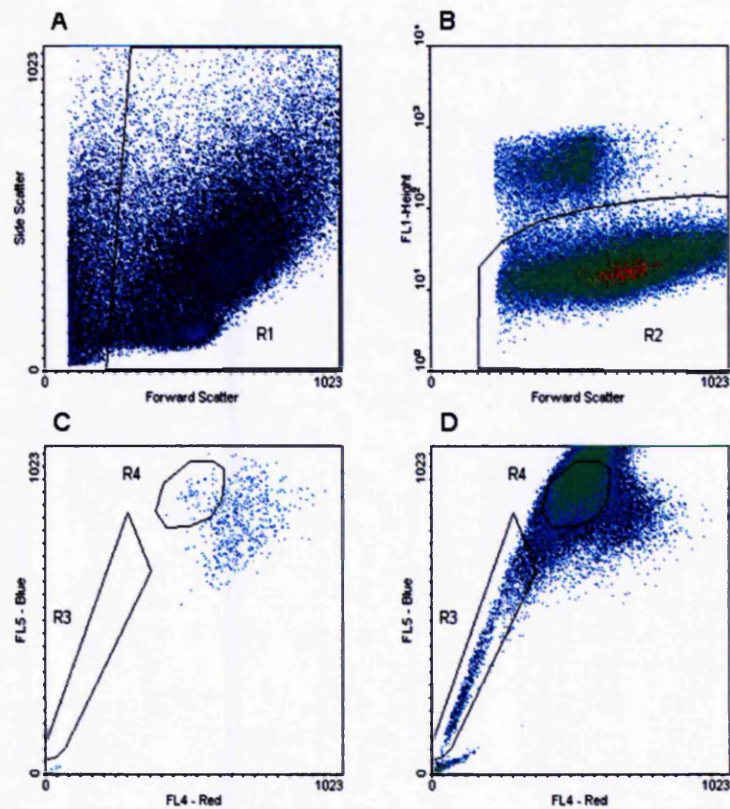 A
1023
Side Scatter
0
R1
0
1023
Forward Scatter
B
10⁴
10³
FL1-Height
10²
10¹
10⁰
R2
0
1023
Forward Scatter
C
1023
R4
FL5 - Blue
R3
0
0
1023
FL4 - Red
D
1023
R4
FL5 - Blue
R3
0
0
1023
FL4 - Red